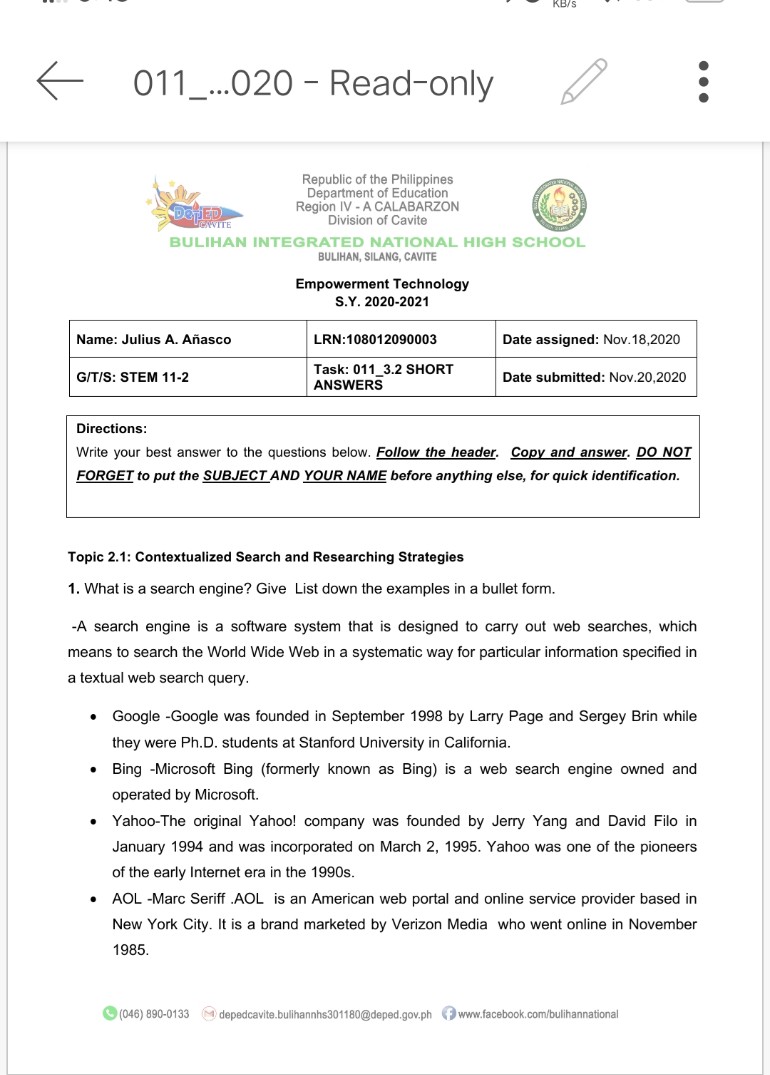 KB/s
011_...020 - Read-only
Republic of the Philippines
Department of Education
Region IV - A CALABARZON
Division of Cavite
DepED
CAVITE
BULIHAN INTEGRATED NATIONAL HIGH SCHOOL
BULIHAN, SILANG, CAVITE
Empowerment Technology
S.Y. 2020-2021
Name: Julius A. Añasco
LRN:108012090003
Date assigned: Nov.18,2020
G/T/S: STEM 11-2
Task: 011_3.2 SHORT
ANSWERS
Date submitted: Nov.20,2020
Directions:
Write your best answer to the questions below. Follow the header. Copy and answer. DO NOT
FORGET to put the SUBJECT AND YOUR NAME before anything else, for quick identification.
Topic 2.1: Contextualized Search and Researching Strategies
1. What is a search engine? Give List down the examples in a bullet form.
-A search engine is a software system that is designed to carry out web searches, which
means to search the World Wide Web in a systematic way for particular information specified in
a textual web search query.
• Google -Google was founded in September 1998 by Larry Page and Sergey Brin while
they were Ph.D. students at Stanford University in California.
• Bing -Microsoft Bing (formerly known as Bing) is a web search engine owned and
operated by Microsoft.
• Yahoo-The original Yahoo! company was founded by Jerry Yang and David Filo in
January 1994 and was incorporated on March 2, 1995. Yahoo was one of the pioneers
of the early Internet era in the 1990s.
• AOL -Marc Seriff .AOL is an American web portal and online service provider based in
New York City. It is a brand marketed by Verizon Media who went online in November
1985.
(046) 890-0133 depedcavite.bulihannhs301180@deped.gov.ph www.facebook.com/bulihannational